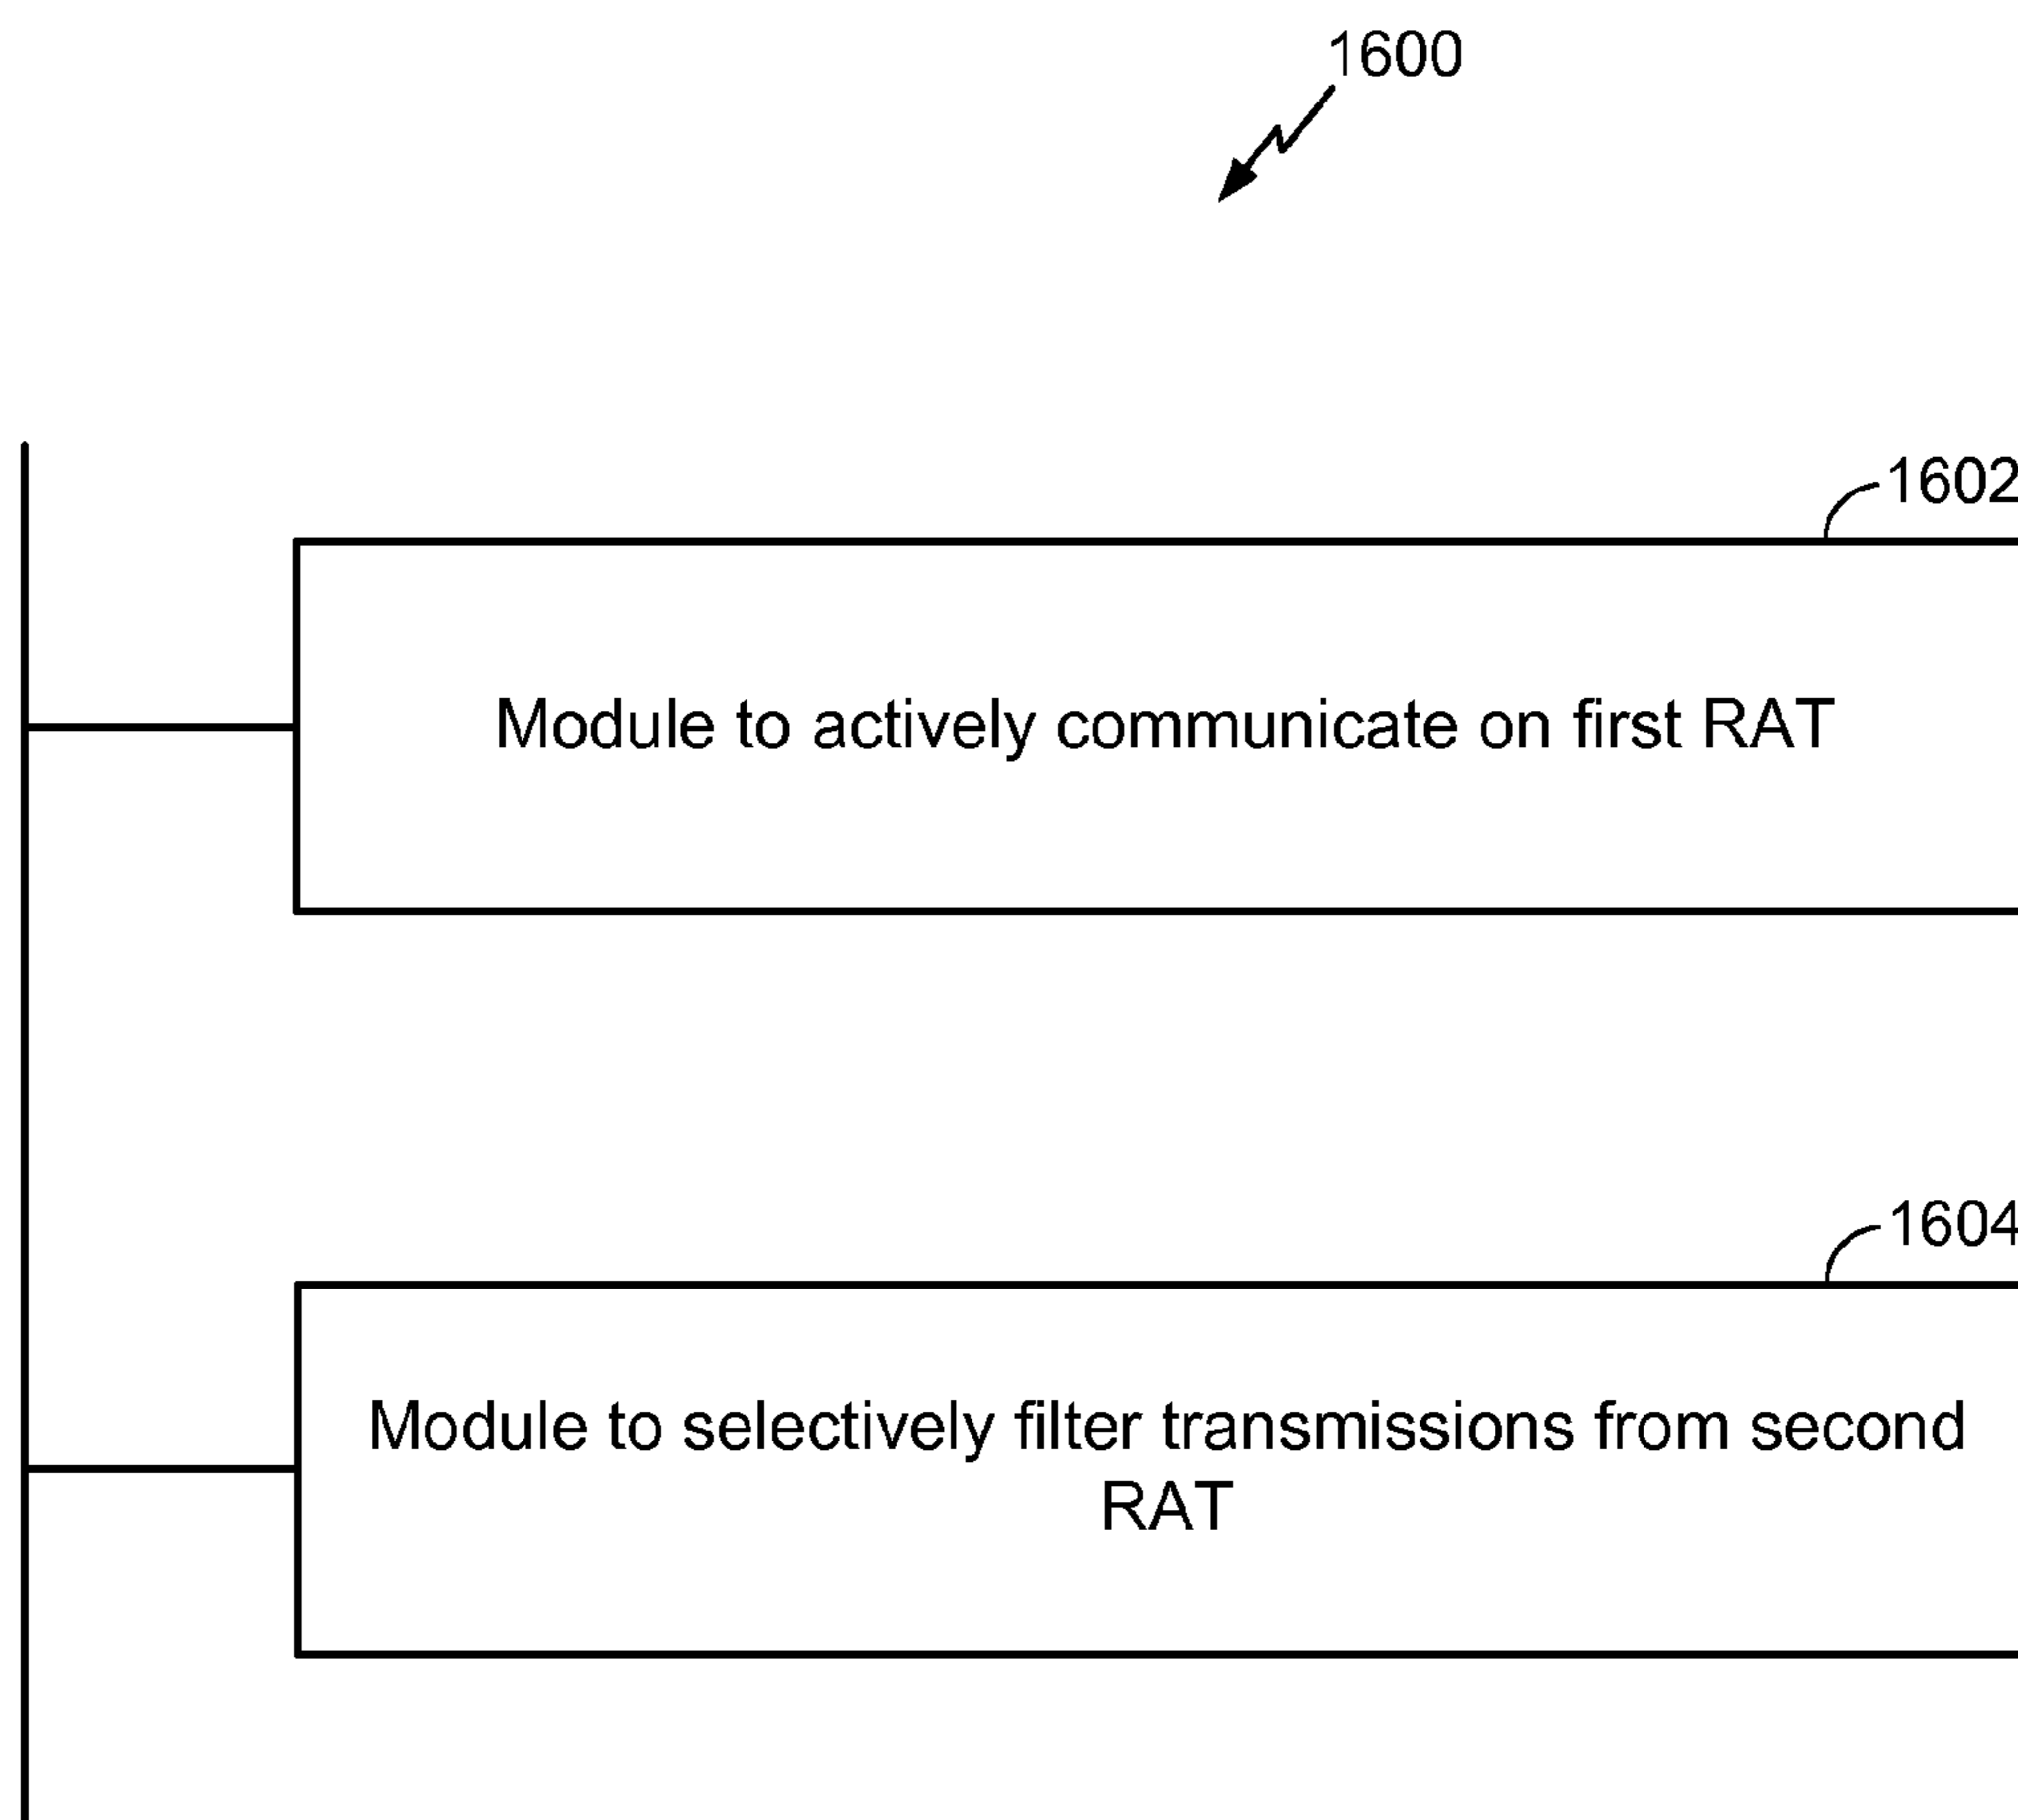 1600
1602
Module to actively communicate on first RAT
1604
Module to selectively filter transmissions from second
RAT